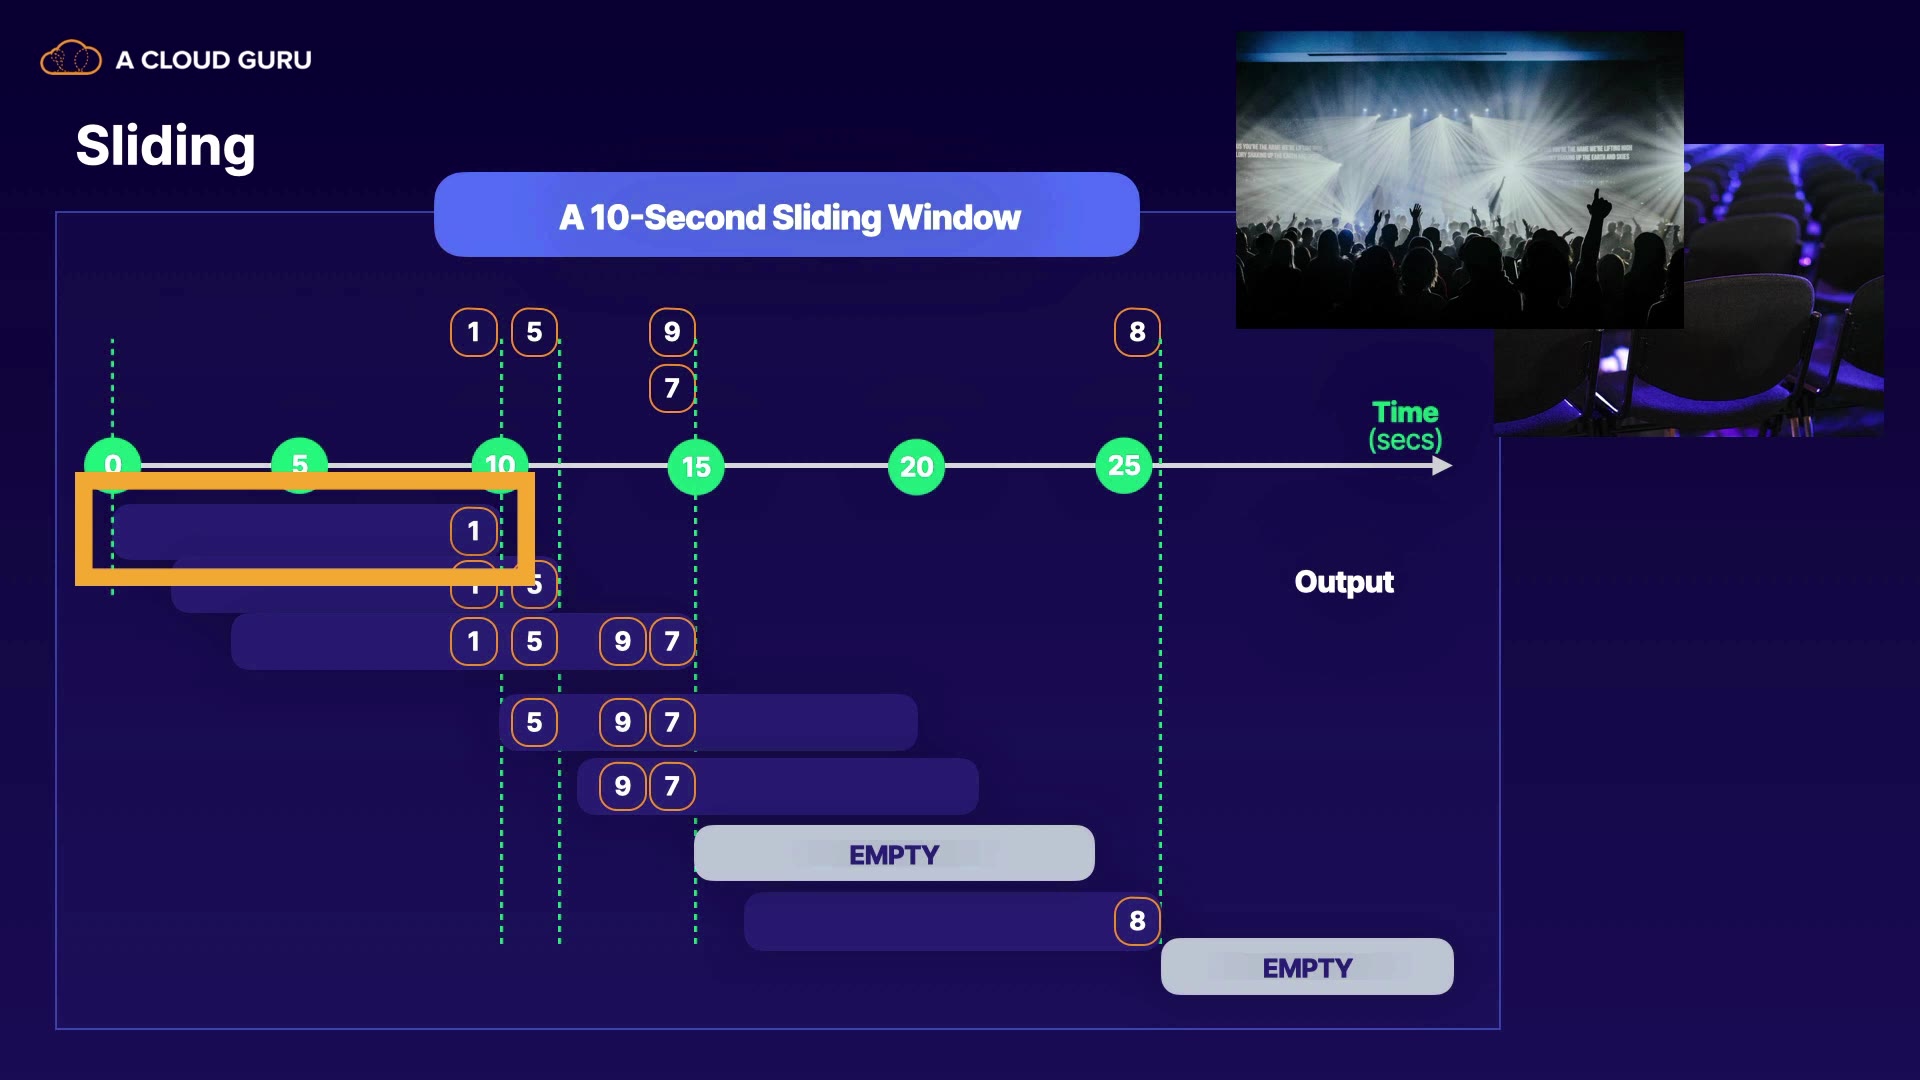 A CLOUD GURU
Sliding
A 10-Second Sliding Window
1 5 9 8
7
Time
(secs)
0 5 10 15 20 25
1
1 5
Output
1 5 9 7
5 9 7
9 7
EMPTY
8
EMPTY